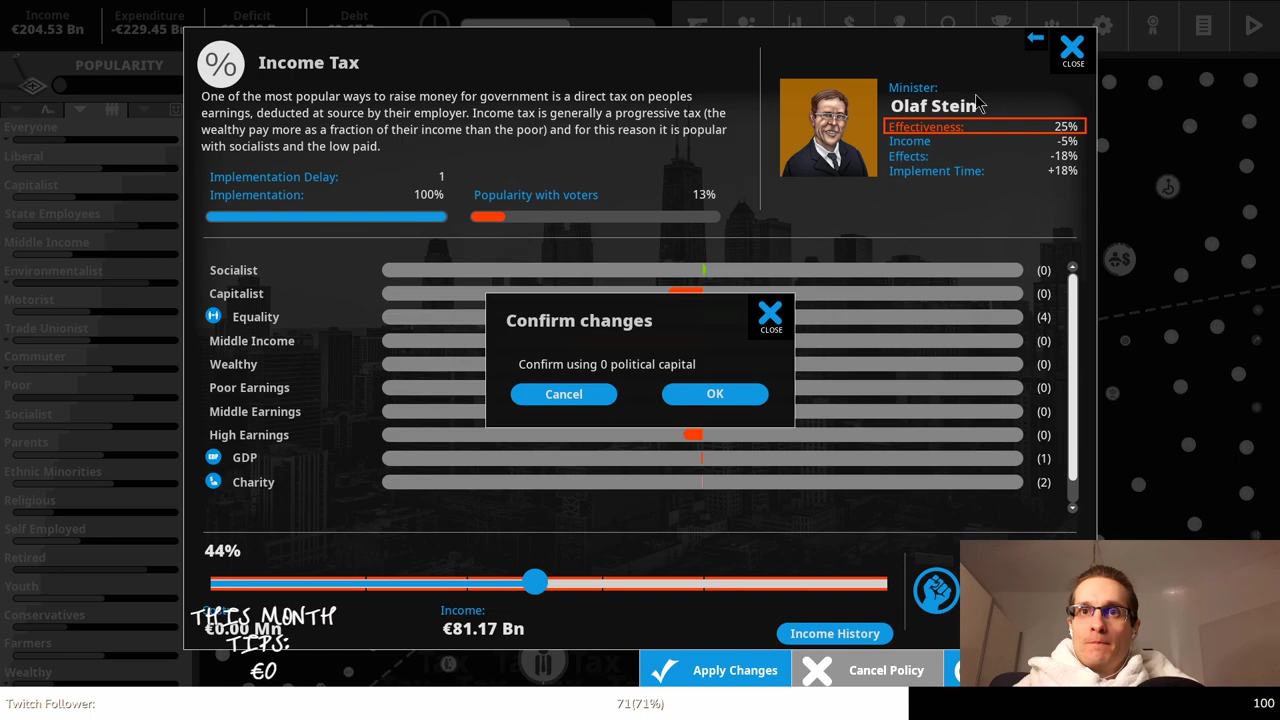 Income
Expenditure
Deficit
Debt
€204.53 Bn
-€229.45 Bn
POPULARITY
Everyone
Liberal
Capitalist
State Employees
Middle Income
Environmentalist
Motorist
Trade Unionist
Commuter
Poor
Socialist
Parents
Ethnic Minorities
Religious
Self Employed
Retired
Youth
Conservatives
Farmers
Wealthy
%
Income Tax
One of the most popular ways to raise money for government is a direct tax on peoples
earnings, deducted at source by their employer. Income tax is generally a progressive tax (the
wealthy pay more as a fraction of their income than the poor) and for this reason it is popular
with socialists and the low paid.
Implementation Delay: 1
Implementation: 100%
Popularity with voters 13%
CLOSE
Minister:
Olaf Stein
Effectiveness: 25%
Income -5%
Effects: -18%
Implement Time: +18%
Socialist (0)
Capitalist (0)
Equality (4)
Middle Income (0)
Wealthy (0)
Poor Earnings (0)
Middle Earnings (0)
High Earnings (0)
GDP GDP (1)
Charity (2)
Confirm changes
CLOSE
Confirm using 0 political capital
Cancel
OK
44%
Cost:
€0.00 Mn
Income:
€81.17 Bn
Income History
THIS MONTH
TIPS:
€0
Apply Changes
Cancel Policy
Tax
Tax
Twitch Follower:
71(71%)
100